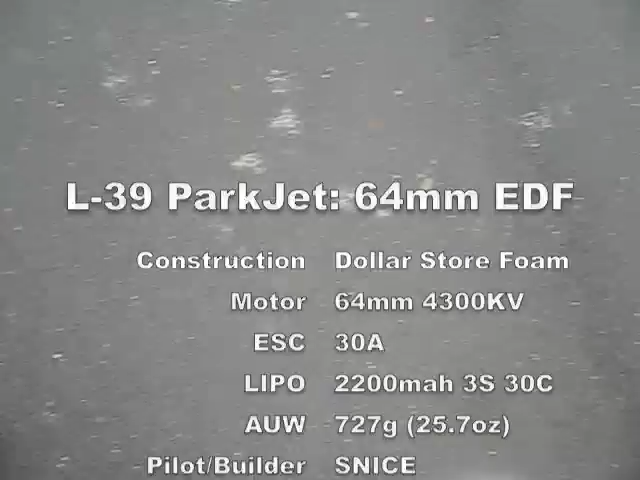 L-39 ParkJet: 64mm EDF
Construction Dollar Store Foam
Motor 64mm 4300KV
ESC 30A
LIPO 2200mah 3S 30C
AUW 727g (25.7oz)
Pilot/Builder SNICE